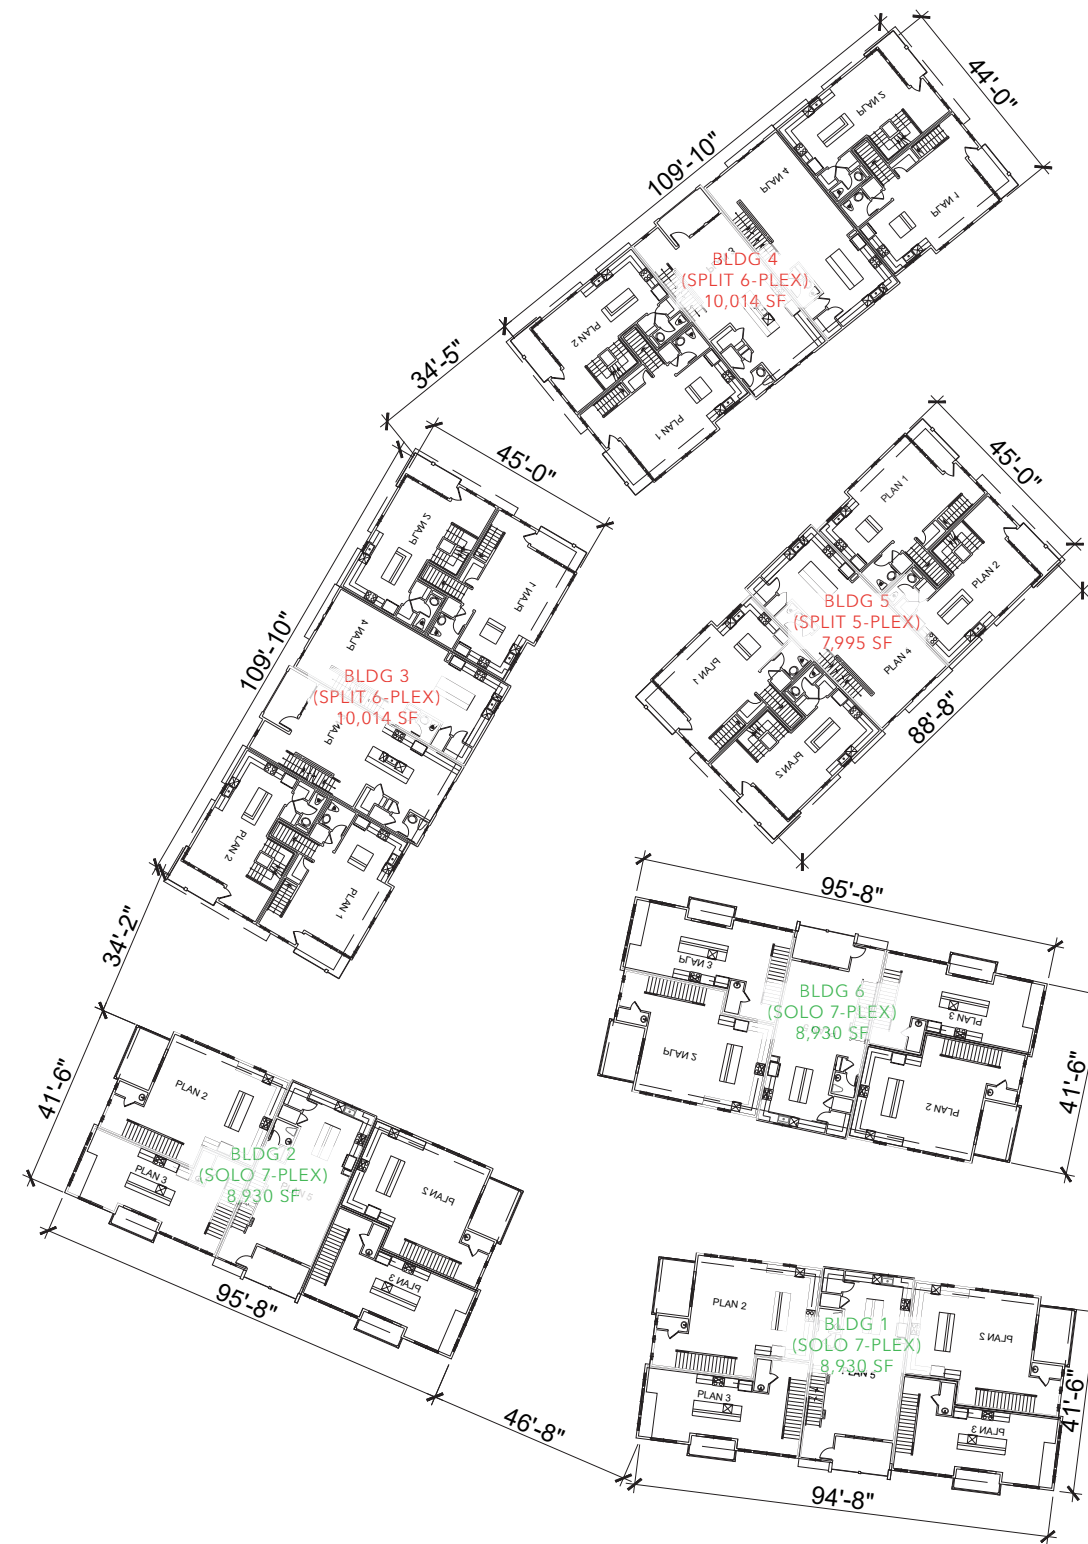 44'-0"
109'-10"
PLAN 2
PLAN 4
PLAN 1
BLDG 4
(SPLIT 6-PLEX)
10,014 SF
PLAN 2
34'-5"
PLAN 1
45'-0"
45'-0"
PLAN 1
PLAN 2
PLAN 2
PLAN 1
BLDG 5
(SPLIT 5-PLEX)
7,995 SF
PLAN 4
PLAN 1
PLAN 2
88'-8"
109'-10"
PLAN 4
BLDG 3
(SPLIT 6-PLEX)
10,014 SF
PLAN
PLAN 2
PLAN 1
34'-2"
95'-8"
PLAN 3
BLDG 6
(SOLO 7-PLEX)
8,930 SF
PLAN 3
PLAN 2
PLAN 2
41'-6"
41'-6"
PLAN 2
BLDG 2
(SOLO 7-PLEX)
8,930 SF
PLAN 3
PLAN 5
PLAN 2
PLAN 3
95'-8"
46'-8"
PLAN 2
BLDG 1
(SOLO 7-PLEX)
8,930 SF
PLAN 2
PLAN 5
PLAN 3
PLAN 3
41'-6"
94'-8"